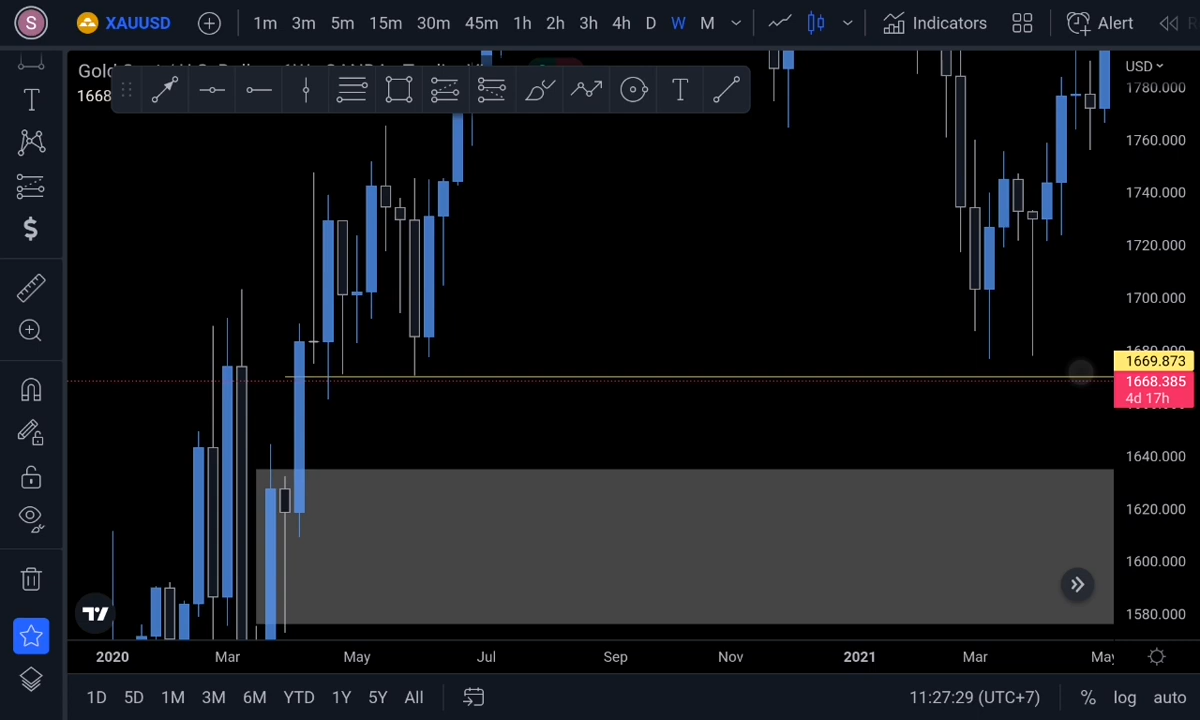 S XAUUSD 1m 3m 5m 15m 30m 45m 1h 2h 3h 4h D W M Indicators Alert
Gold
1668
USD
1780.000
1760.000
1740.000
1720.000
1700.000
1680.000
1669.873
1668.385
4d 17h
1640.000
1620.000
1600.000
1580.000
2020 Mar May Jul Sep Nov 2021 Mar May
1D 5D 1M 3M 6M YTD 1Y 5Y All 11:27:29 (UTC+7) % log auto